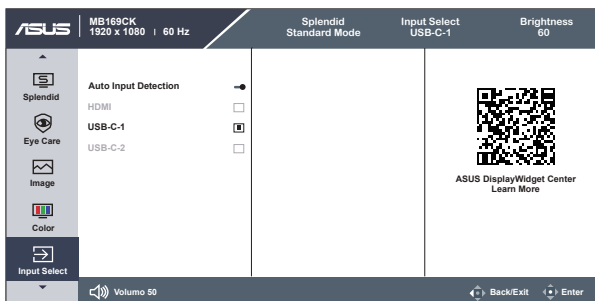 ASUS
MB169CK
1920 x 1080 | 60 Hz
Splendid
Standard Mode
Input Select
USB-C-1
Brightness
60
Splendid
Eye Care
Image
Color
Input Select
Auto Input Detection
HDMI
USB-C-1
USB-C-2
ASUS DisplayWidget Center
Learn More
Volumo 50
Back/Exit
Enter